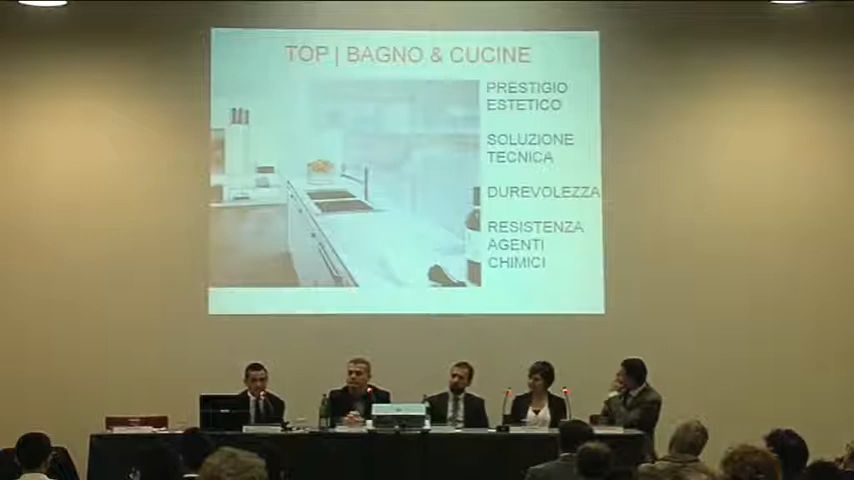 TOP | BAGNO & CUCINE
PRESTIGIO
ESTETICO
SOLUZIONE
TECNICA
DUREVOLEZZA
RESISTENZA
AGENTI
CHIMICI